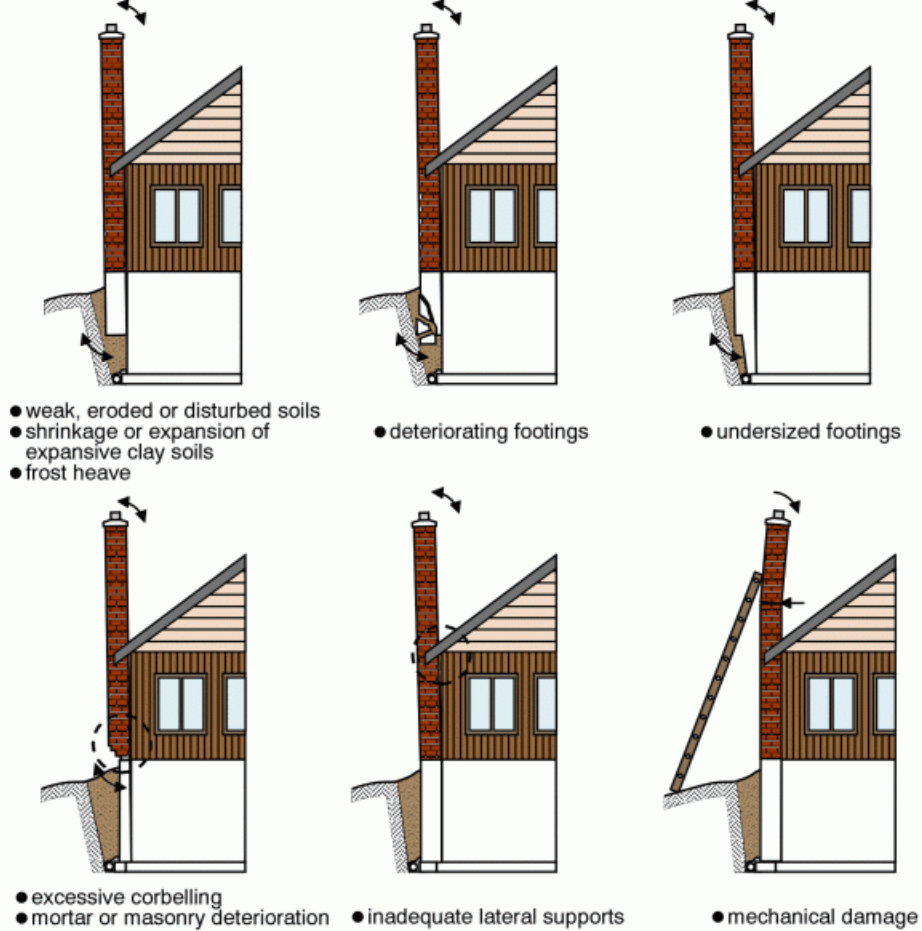 ● weak, eroded or disturbed soils
● shrinkage or expansion of
expansive clay soils
● frost heave
● deteriorating footings
● undersized footings
● excessive corbelling
● mortar or masonry deterioration
● inadequate lateral supports
● mechanical damage